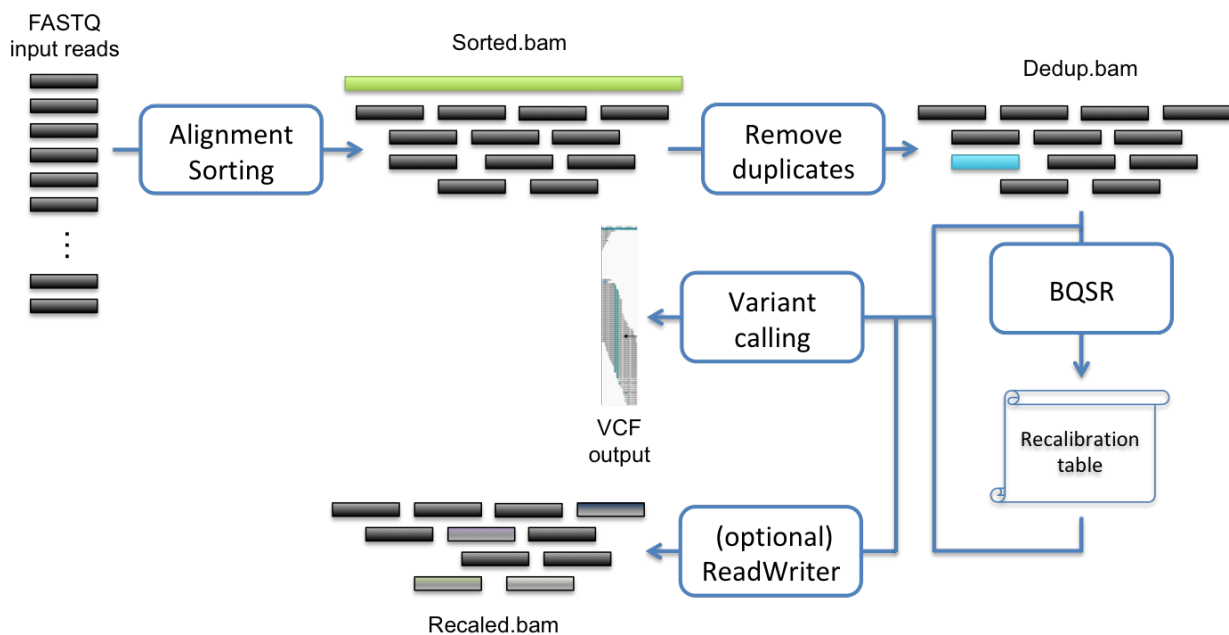 FASTQ
input reads
Alignment
Sorting
Sorted.bam
Remove
duplicates
Dedup.bam
BQSR
Recalibration
table
Variant
calling
VCF
output
(optional)
ReadWriter
Recaled.bam